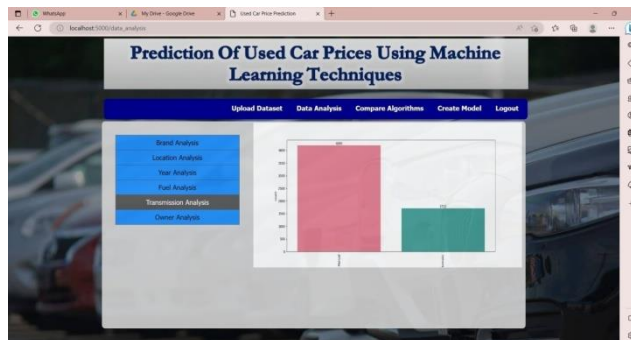 WhatsApp
My Drive - Google Drive
Used Car Price Prediction
localhost:5000/data_analysis
Prediction Of Used Car Prices Using Machine
Learning Techniques
Upload Dataset Data Analysis Compare Algorithms Create Model Logout
Brand Analysis
Location Analysis
Year Analysis
Fuel Analysis
Transmission Analysis
Owner Analysis